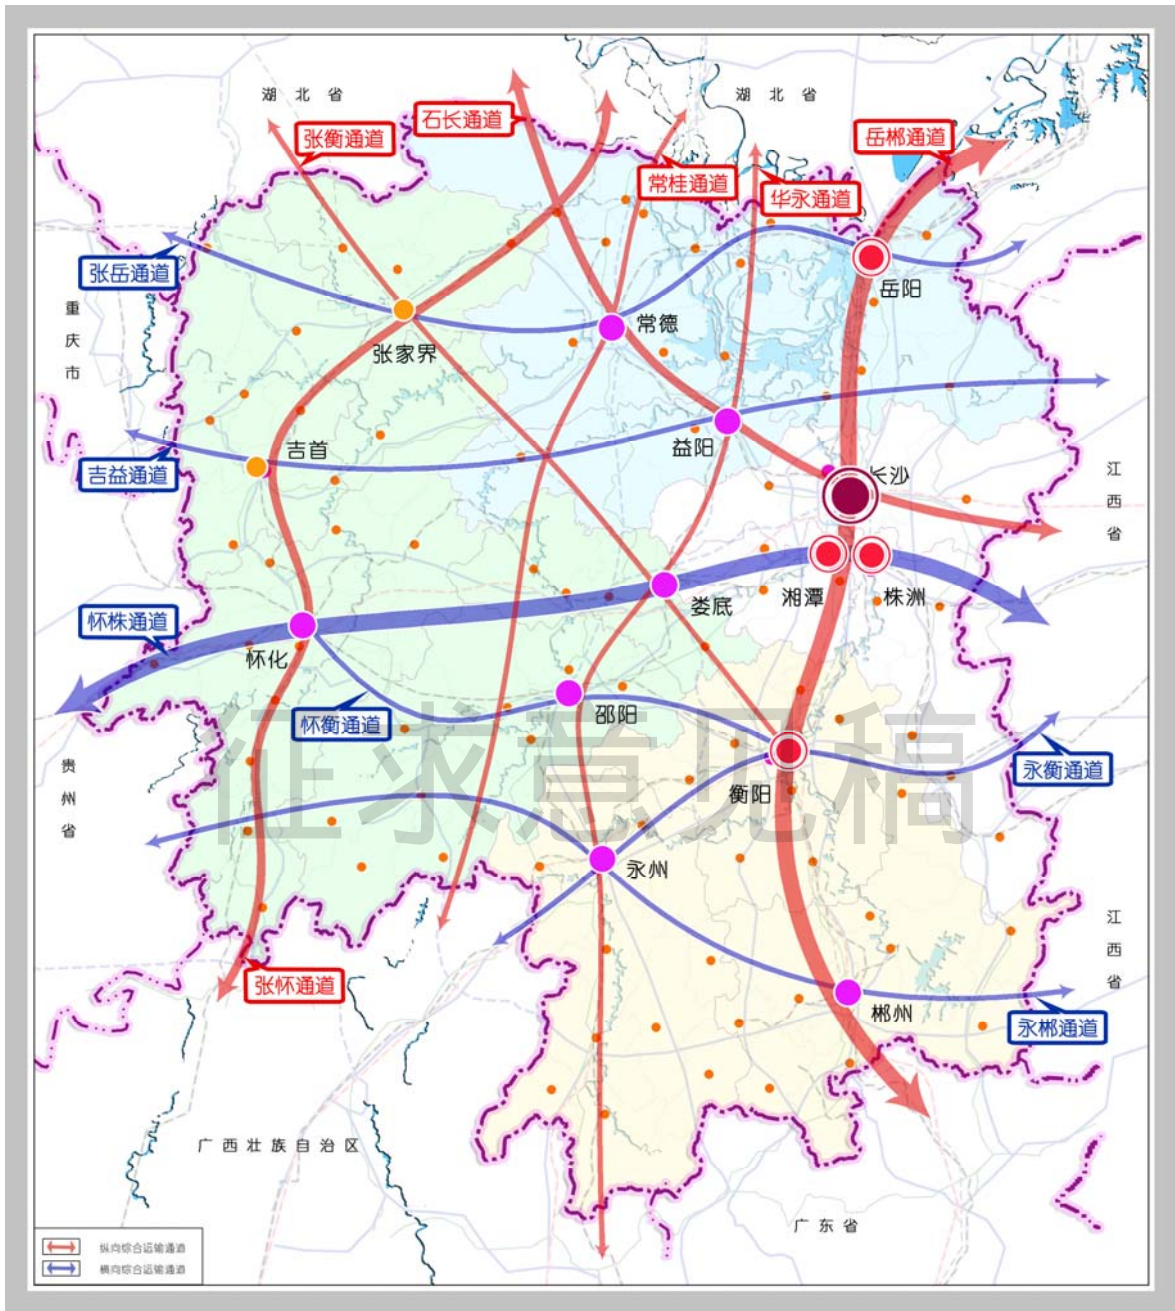 湖北省
湖北省
张衡通道
石长通道
岳郴通道
常桂通道
华永通道
张岳通道
岳阳
重庆市
常德
张家界
吉首
益阳
吉益通道
长沙
江西省
湘潭
株洲
娄底
怀株通道
怀化
怀衡通道
邵阳
征求意见稿
永衡通道
贵州省
衡阳
永州
江西省
张怀通道
郴州
永郴通道
广西壮族自治区
广东省
纵向综合运输通道
横向综合运输通道